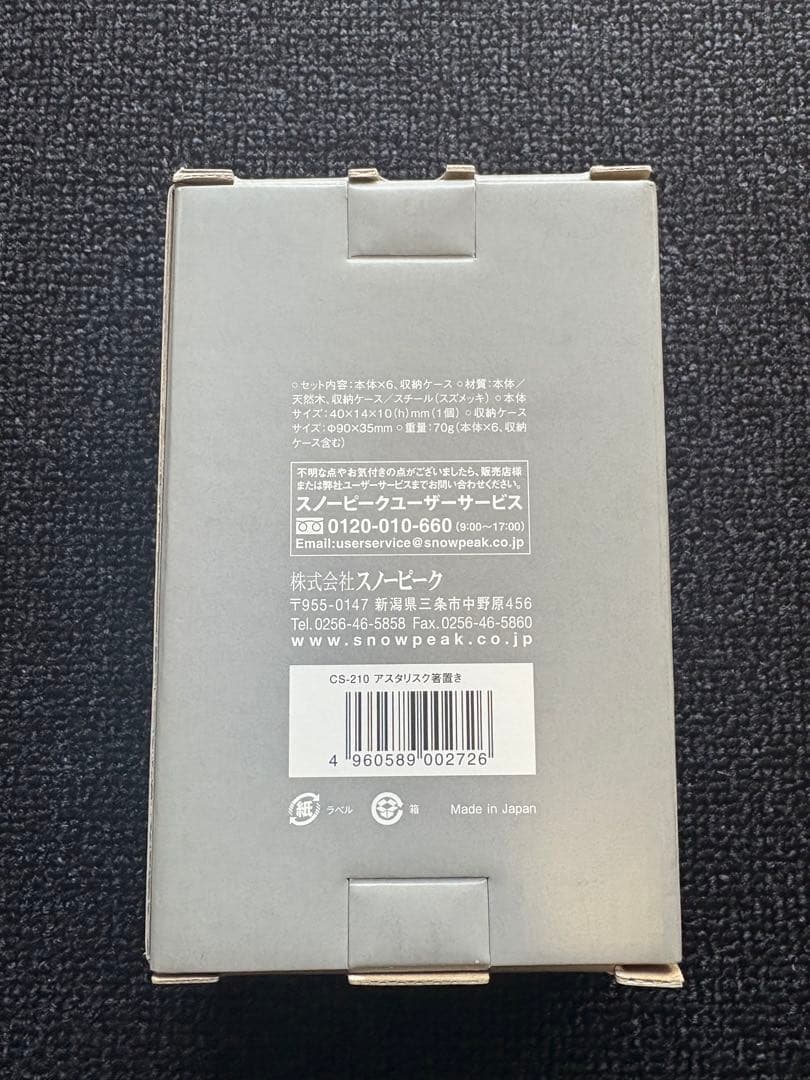 ○セット内容：本体×6、収納ケース ○材質：本体／
天然木、収納ケース／スチール（スズメッキ） ○本体
サイズ：40×14×10(h)mm（1個） ○収納ケース
サイズ：Φ90×35mm ○重量：70g（本体×6、収納
ケース含む）
不明な点やお気付きの点がございましたら、販売店様
または弊社ユーザーサービスまでお問い合わせください。
スノーピークユーザーサービス
0120-010-660（9:00〜17:00）
Email:userservice@snowpeak.co.jp
株式会社スノーピーク
〒955-0147 新潟県三条市中野原456
Tel.0256-46-5858 Fax.0256-46-5860
www.snowpeak.co.jp
CS-210 アスタリスク箸置き
4 960589 002726
紙 ラベル 箱 Made in Japan